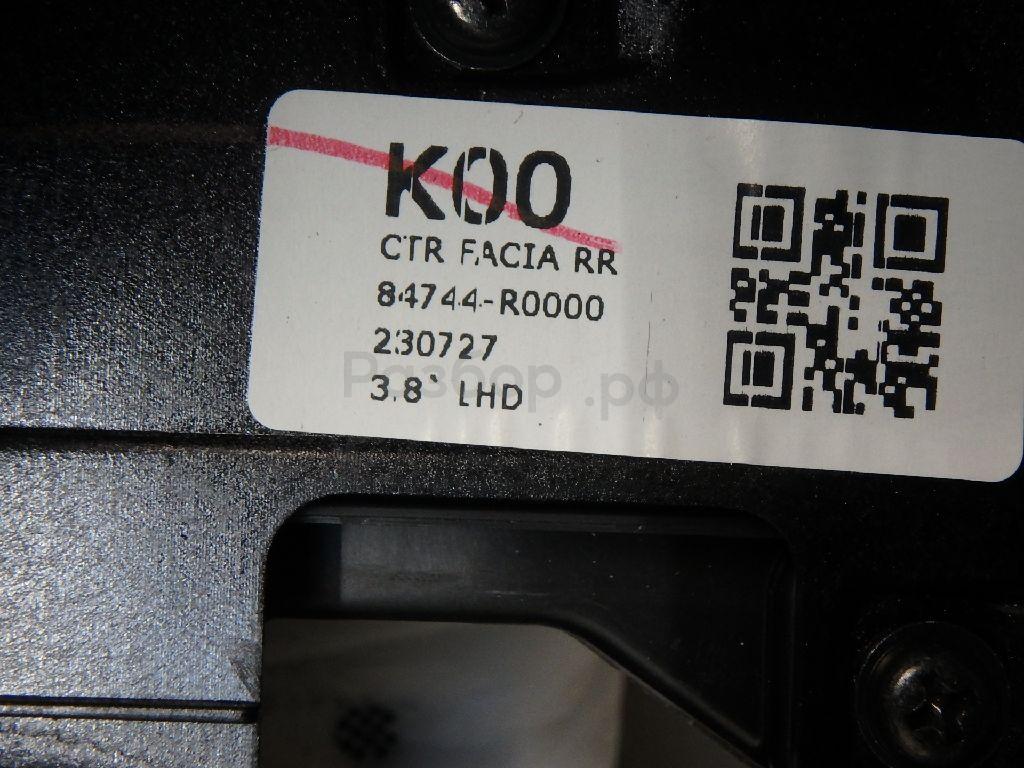 K00
CTR FACIA RR
84744-R0000
230727
Разбор.рф
3.8` LHD